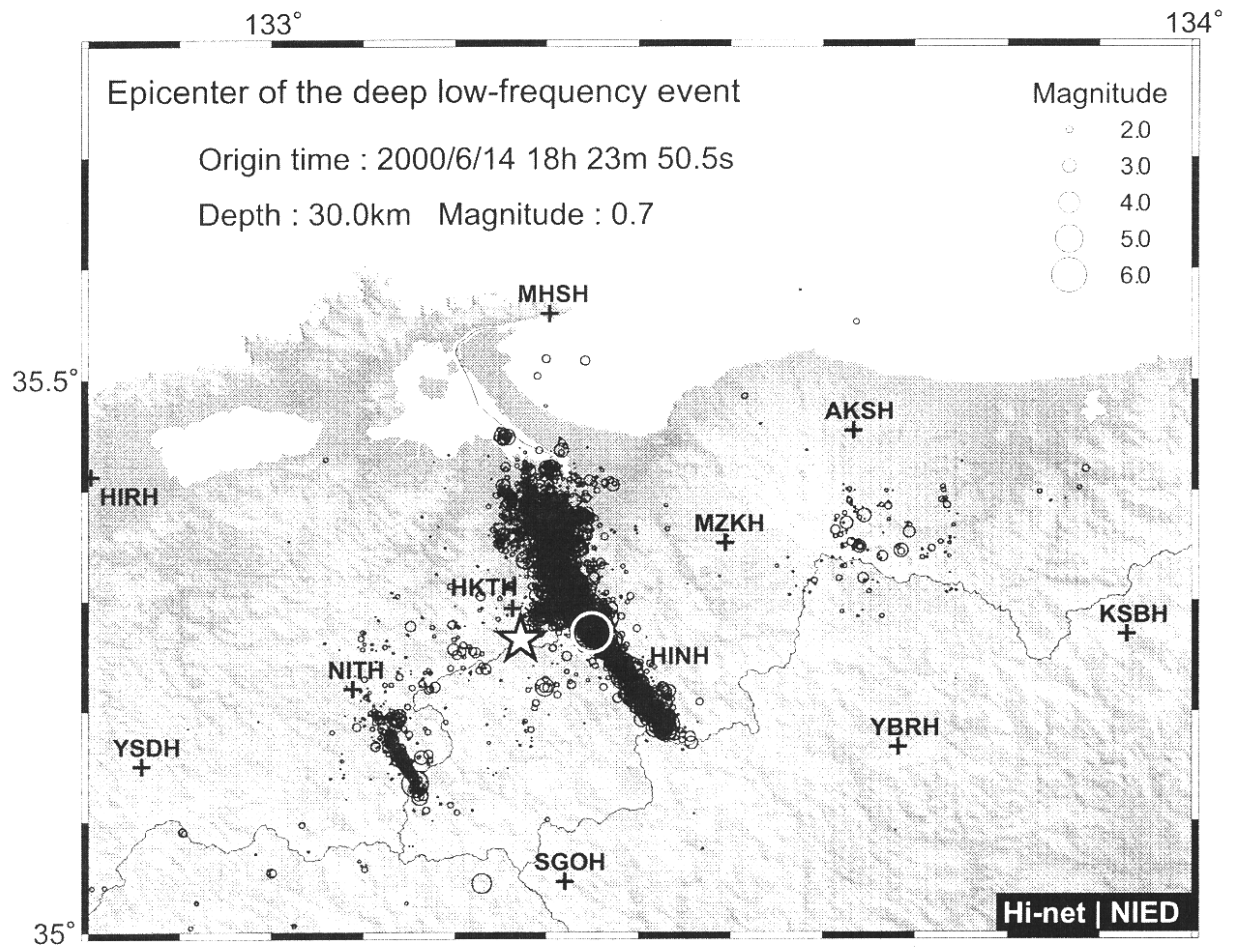 133°
134°
Epicenter of the deep low-frequency event
Origin time : 2000/6/14 18h 23m 50.5s
Depth : 30.0km Magnitude : 0.7
Magnitude
2.0
3.0
4.0
5.0
6.0
MHSH
35.5°
AKSH
HIRH
MZKH
HKTH
KSBH
HINH
NITH
YBRH
YSDH
SGOH
Hi-net | NIED
35°